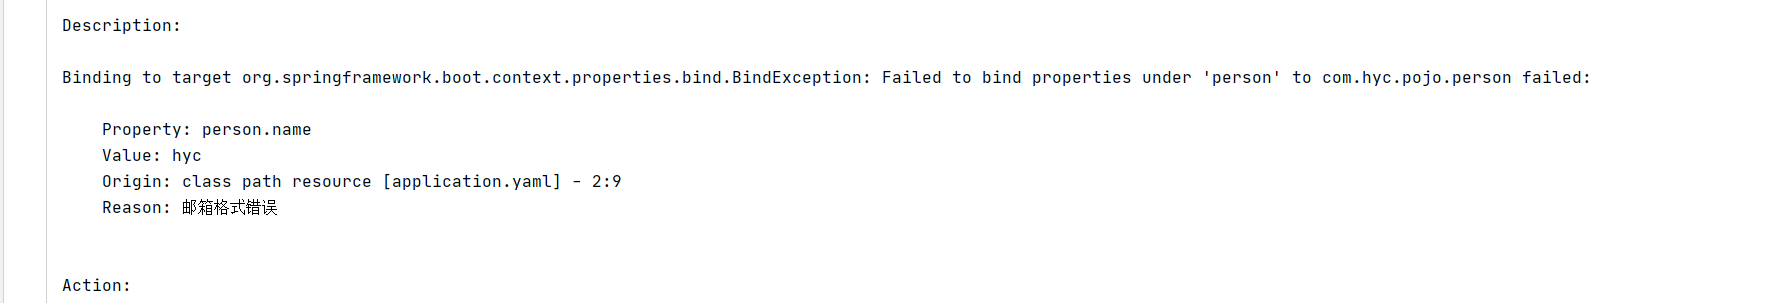 Description:
Binding to target org.springframework.boot.context.properties.bind.BindException: Failed to bind properties under 'person' to com.hyc.pojo.person failed:
Property: person.name
Value: hyc
Origin: class path resource [application.yaml] - 2:9
Reason: 邮箱格式错误
Action: